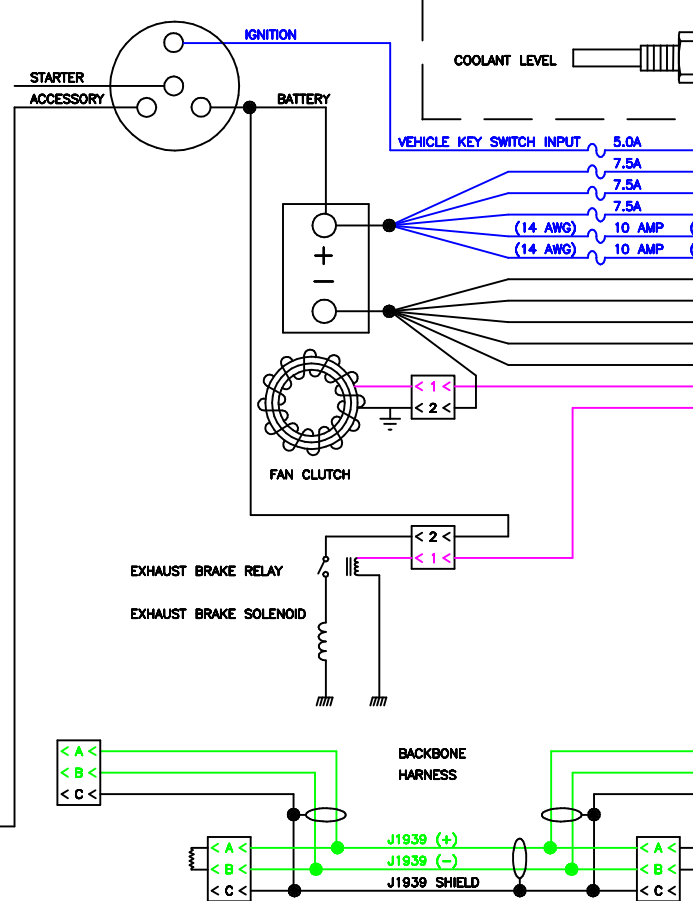 IGNITION
COOLANT LEVEL
STARTER
ACCESSORY
BATTERY
VEHICLE KEY SWITCH INPUT 5.0A
7.5A
7.5A
7.5A
(14 AWG) 10 AMP (
(14 AWG) 10 AMP (
+
−
< 1 <
< 2 <
FAN CLUTCH
< 2 <
< 1 <
EXHAUST BRAKE RELAY
EXHAUST BRAKE SOLENOID
< A <
< B <
< C <
BACKBONE
HARNESS
< A < J1939 (+) < A <
< B < J1939 (−) < B <
< C < J1939 SHIELD < C <